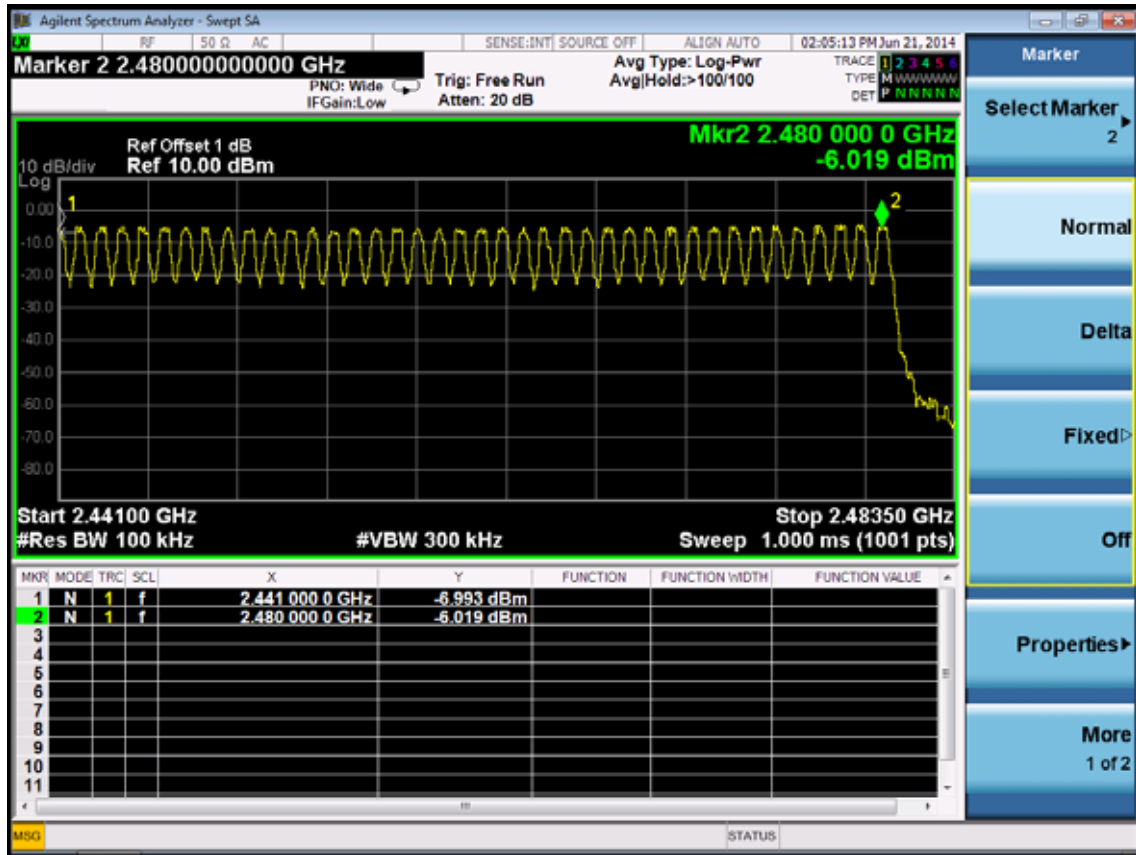 Agilent Spectrum Analyzer - Swept SA
LXI RF 50 Ω AC SENSE:INT SOURCE OFF ALIGN AUTO 02:05:13 PM Jun 21, 2014
Marker 2 2.480000000000 GHz
PNO: Wide
IFGain:Low
Trig: Free Run
Atten: 20 dB
Avg Type: Log-Pwr
Avg|Hold:>100/100
TRACE 1 2 3 4 5 6
TYPE M WWWWW
DET P N N N N N
Mkr2 2.480 000 0 GHz
-6.019 dBm
Ref Offset 1 dB
10 dB/div Ref 10.00 dBm
Log
0.00
-10.0
-20.0
-30.0
-40.0
-50.0
-60.0
-70.0
-80.0
1
2
Start 2.44100 GHz Stop 2.48350 GHz
#Res BW 100 kHz #VBW 300 kHz Sweep 1.000 ms (1001 pts)
MKR MODE TRC SCL X Y FUNCTION FUNCTION WIDTH FUNCTION VALUE
1 N 1 f 2.441 000 0 GHz -6.993 dBm
2 N 1 f 2.480 000 0 GHz -6.019 dBm
3
4
5
6
7
8
9
10
11
MSG STATUS
Marker
Select Marker
2
Normal
Delta
Fixed
Off
Properties
More
1 of 2